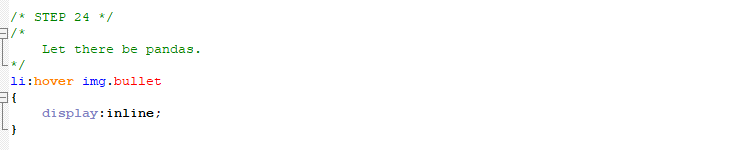 /* STEP 24 */
/*
    Let there be pandas.
*/
li:hover img.bullet
{
    display:inline;
}